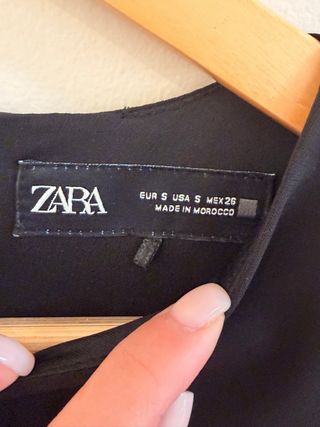 ZARA
EUR S USA S MEX 26
MADE IN MOROCCO